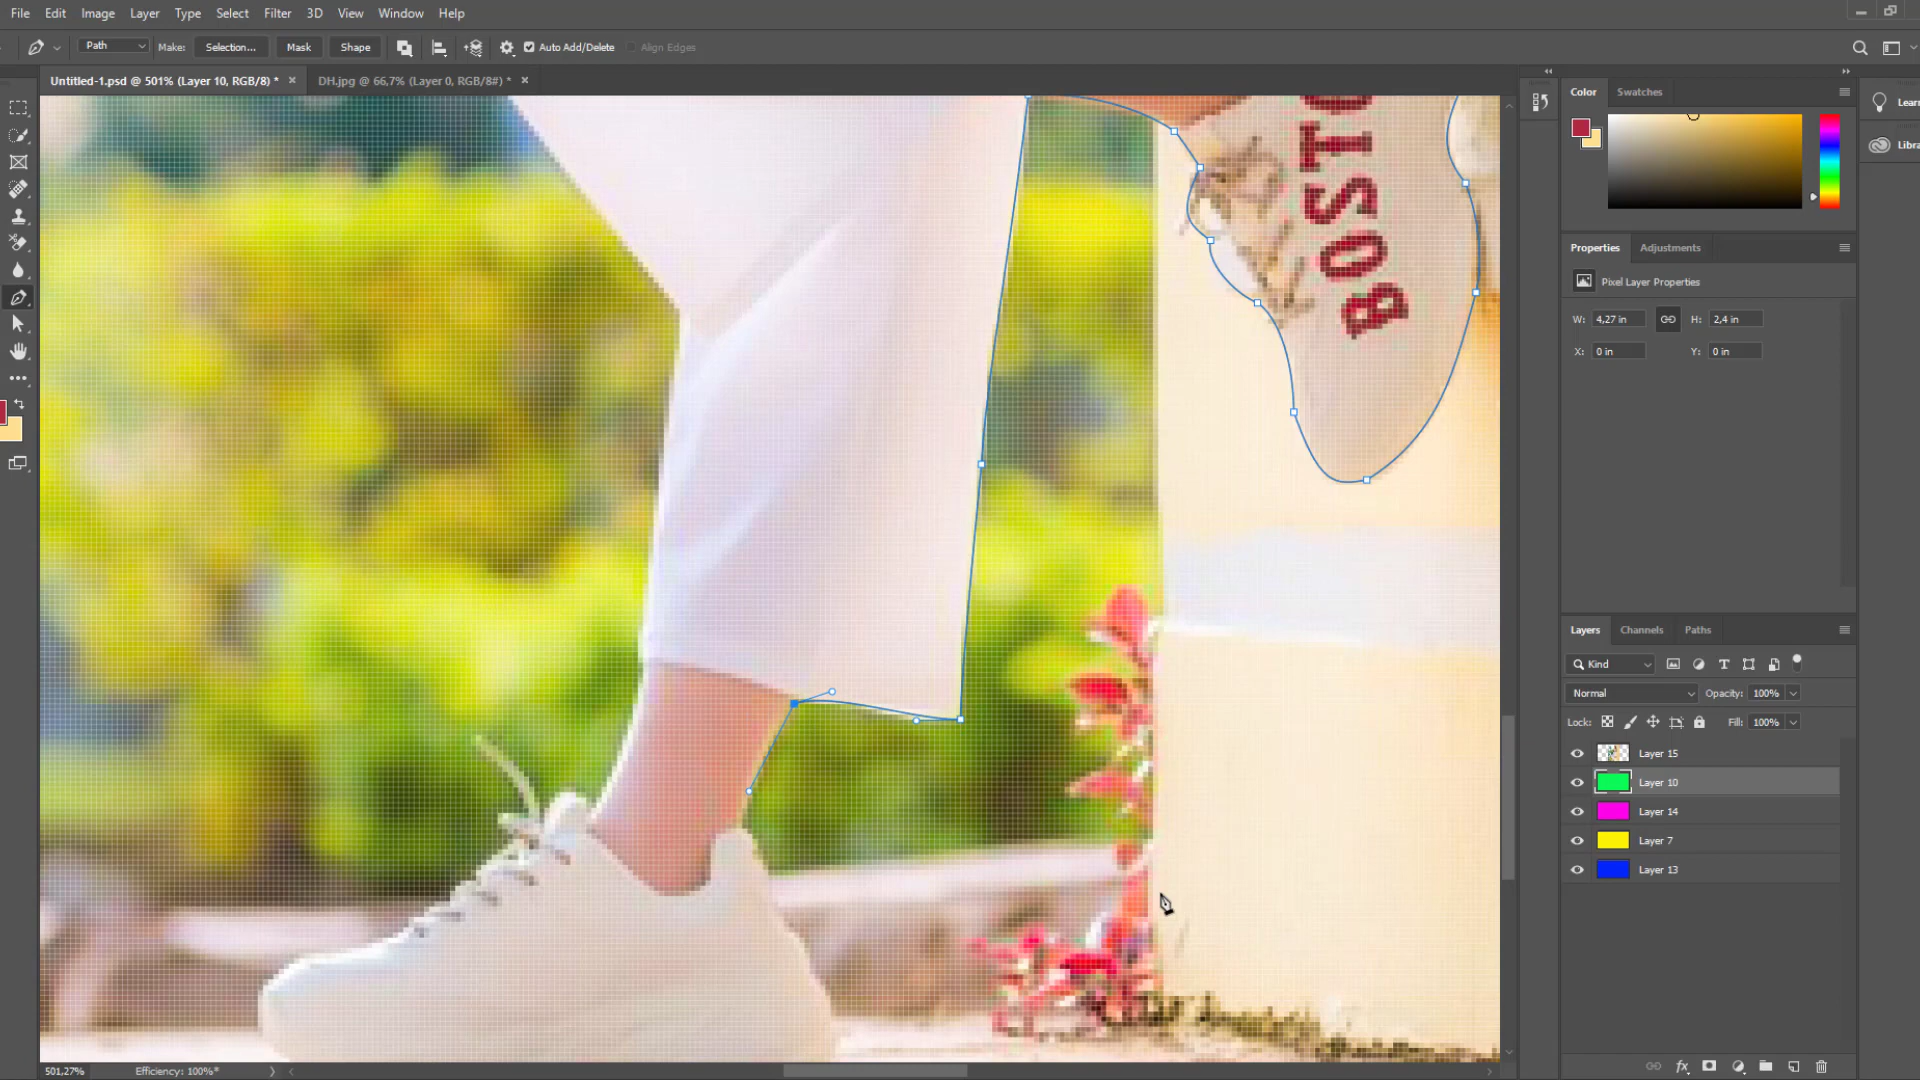 File Edit Image Layer Type Select Filter 3D View Window Help
Path Make: Selection... Mask Shape Auto Add/Delete Align Edges
Untitled-1.psd @ 501% (Layer 10, RGB/8) * × DH.jpg @ 66,7% (Layer 0, RGB/8#) * ×
Color Swatches
Learn
Libra
BOSTO
Properties Adjustments
Pixel Layer Properties
W: 4,27 in H: 2,4 in
X: 0 in Y: 0 in
Layers Channels Paths
Kind
Normal Opacity: 100%
Lock: Fill: 100%
Layer 15
Layer 10
Layer 14
Layer 7
Layer 13
501,27% Efficiency: 100%*